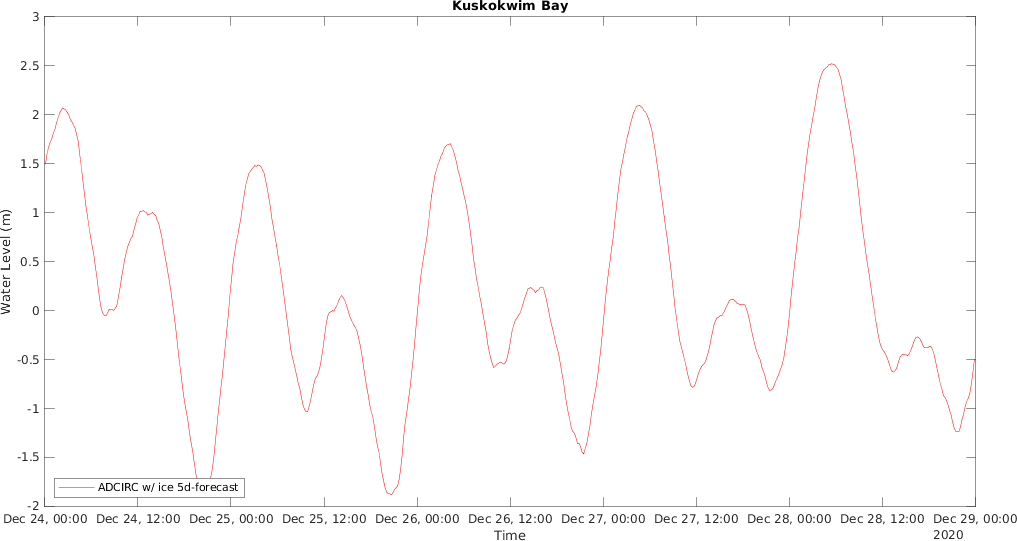 Kuskokwim Bay
3
2.5
2
1.5
1
0.5
0
-0.5
-1
-1.5
-2
Water Level (m)
ADCIRC w/ ice 5d-forecast
Dec 24, 00:00 Dec 24, 12:00 Dec 25, 00:00 Dec 25, 12:00 Dec 26, 00:00 Dec 26, 12:00 Dec 27, 00:00 Dec 27, 12:00 Dec 28, 00:00 Dec 28, 12:00 Dec 29, 00:00
Time
2020